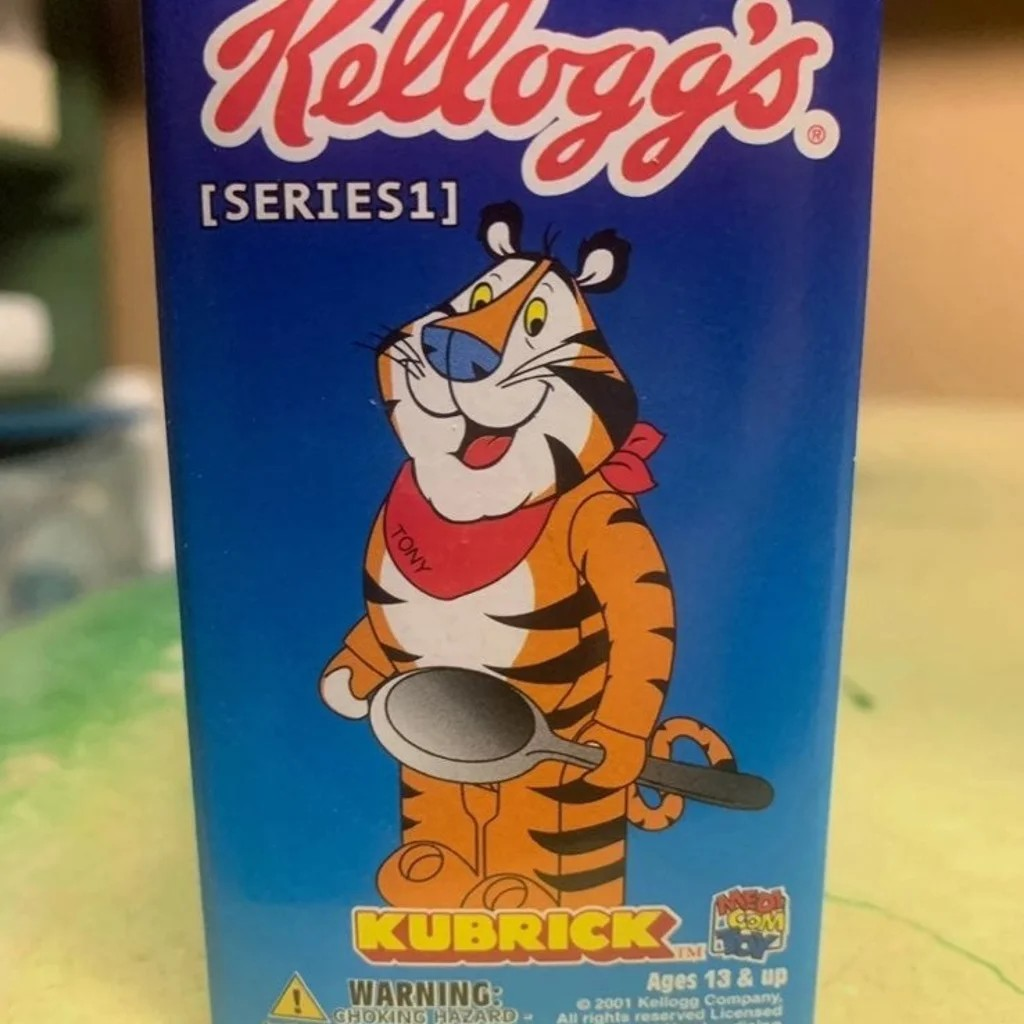 Kellogg's®
[SERIES1]
TONY
KUBRICK™
MEDI
COM
TOY
Ages 13 & up
WARNING:
CHOKING HAZARD -
© 2001 Kellogg Company.
All rights reserved Licensed